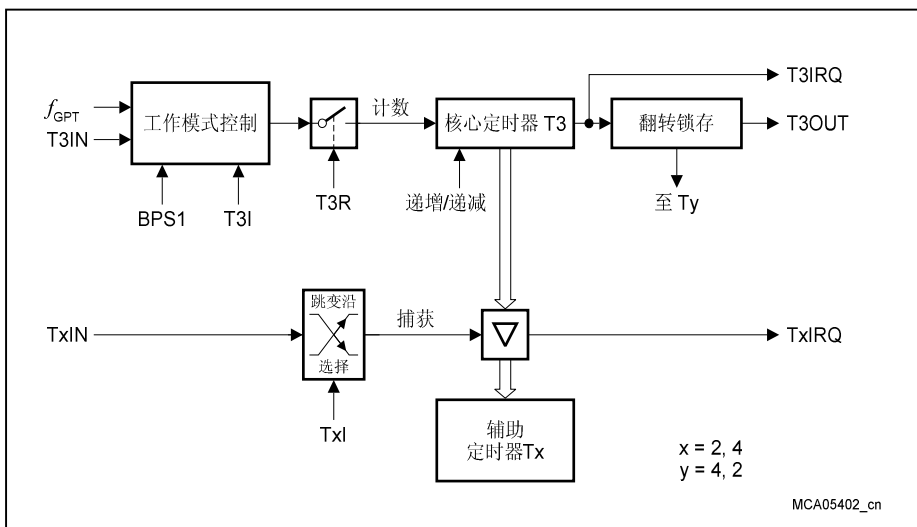 fGPT
T3IN
工作模式控制
BPS1
T3I
T3R
计数
核心定时器 T3
递增/递减
翻转锁存
至 Ty
T3IRQ
T3OUT
TxIN
跳变沿
选择
TxI
捕获
TxIRQ
辅助
定时器Tx
x = 2, 4
y = 4, 2
MCA05402_cn